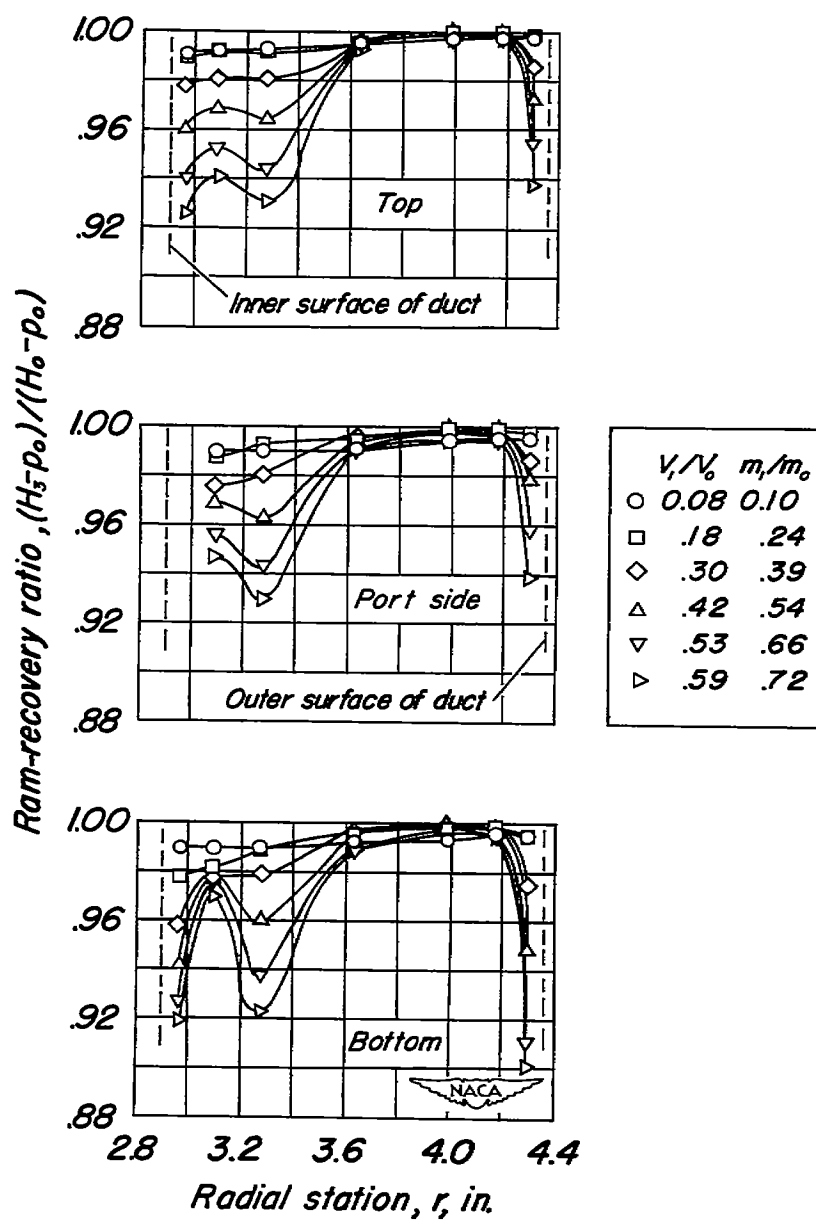 1.00
.96
.92
.88
Top
Inner surface of duct
Ram-recovery ratio, (H₃-p₀)/(H₀-p₀)
1.00
.96
.92
.88
Port side
Outer surface of duct
V₁/V₀ m₁/m₀
0.08 0.10
.18 .24
.30 .39
.42 .54
.53 .66
.59 .72
1.00
.96
.92
.88
Bottom
NACA
2.8 3.2 3.6 4.0 4.4
Radial station, r, in.